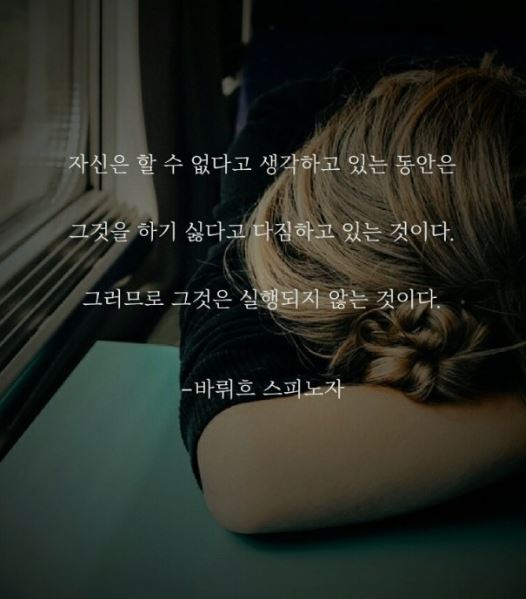 자신은 할 수 없다고 생각하고 있는 동안은
그것을 하기 싫다고 다짐하고 있는 것이다.
그러므로 그것은 실행되지 않는 것이다.
-바뤼흐 스피노자